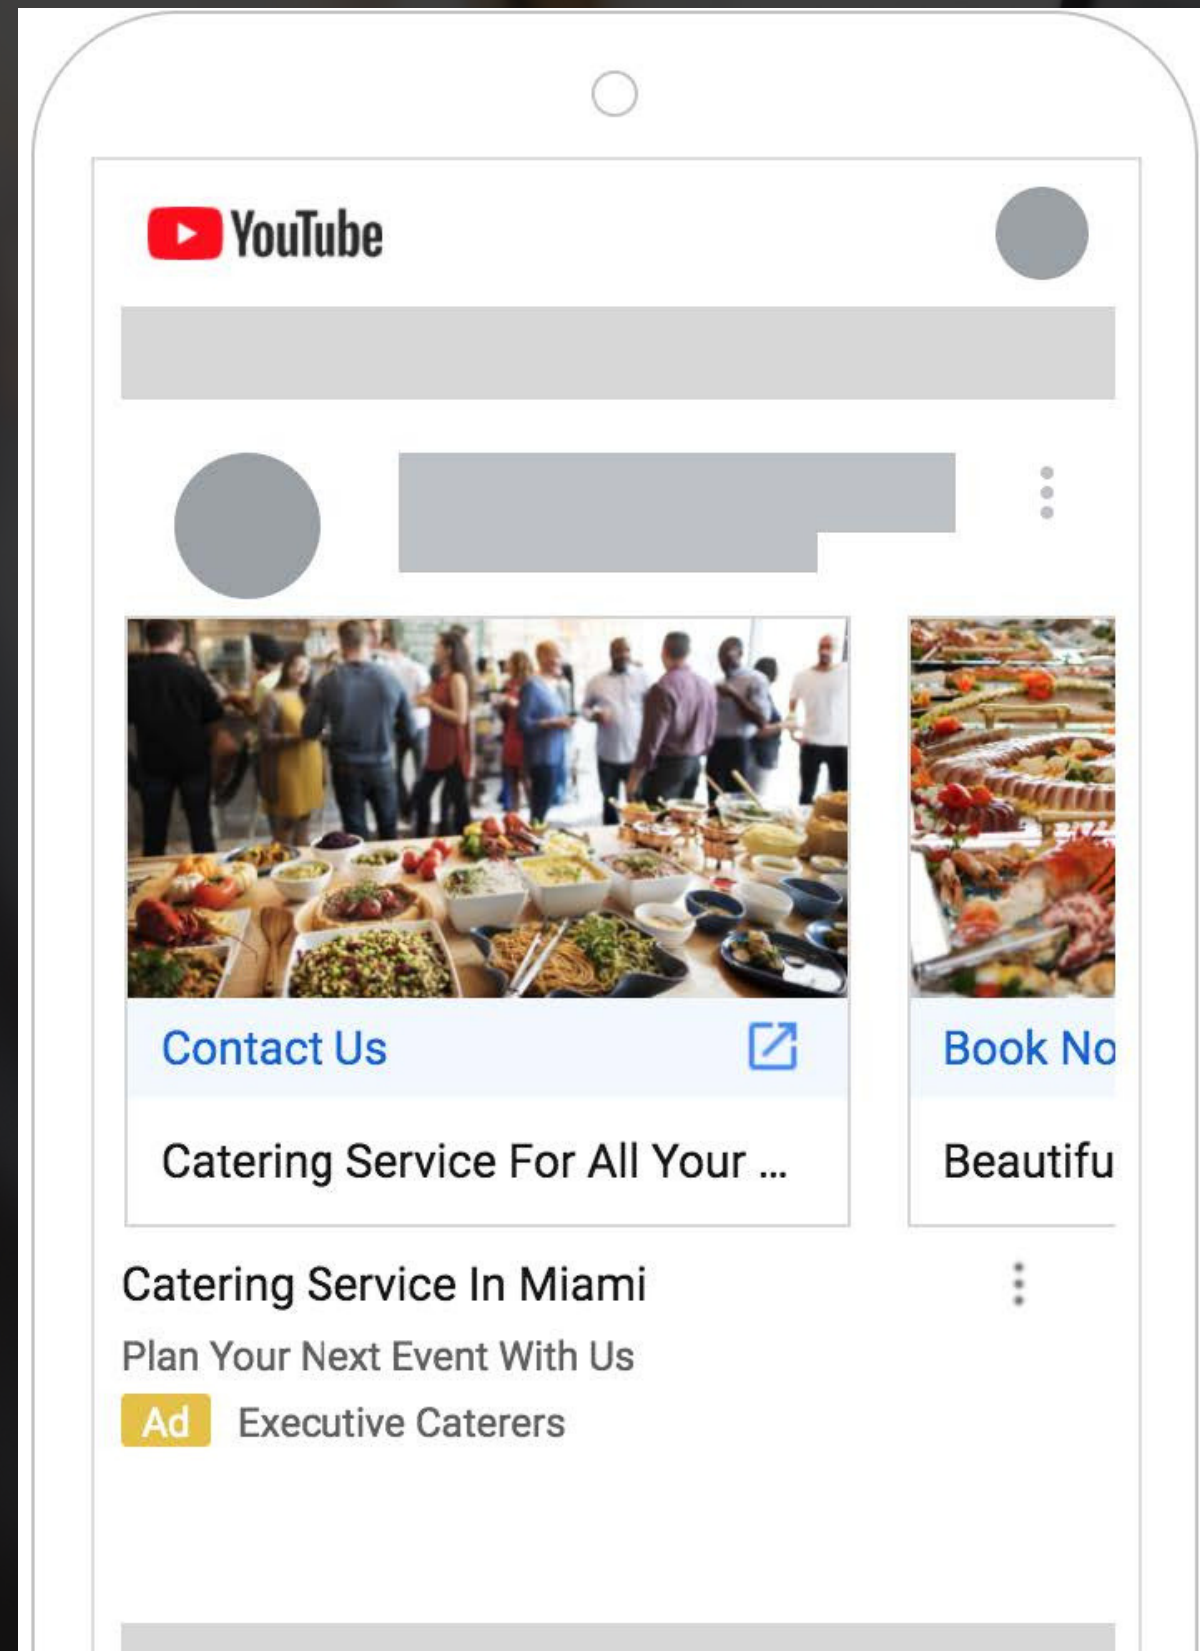 YouTube
Contact Us
Book No
Catering Service For All Your ...
Beautifu
Catering Service In Miami
Plan Your Next Event With Us
Ad Executive Caterers